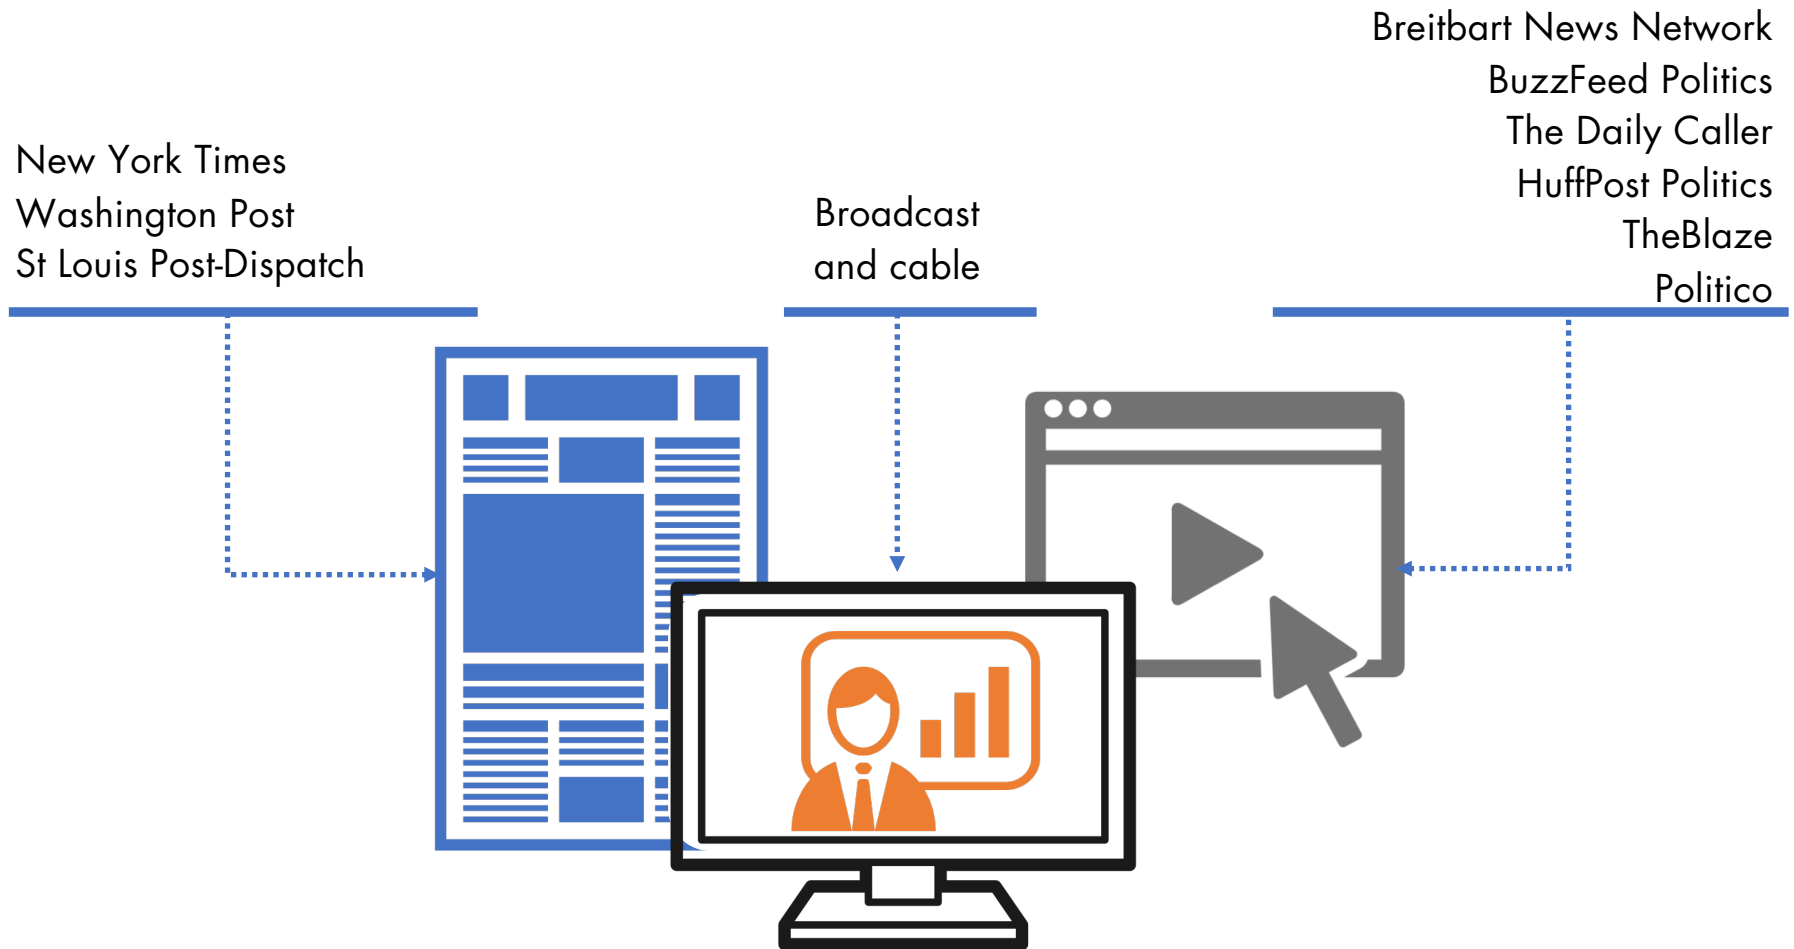 New York Times
Washington Post
St Louis Post-Dispatch
Broadcast
and cable
Breitbart News Network
BuzzFeed Politics
The Daily Caller
HuffPost Politics
TheBlaze
Politico